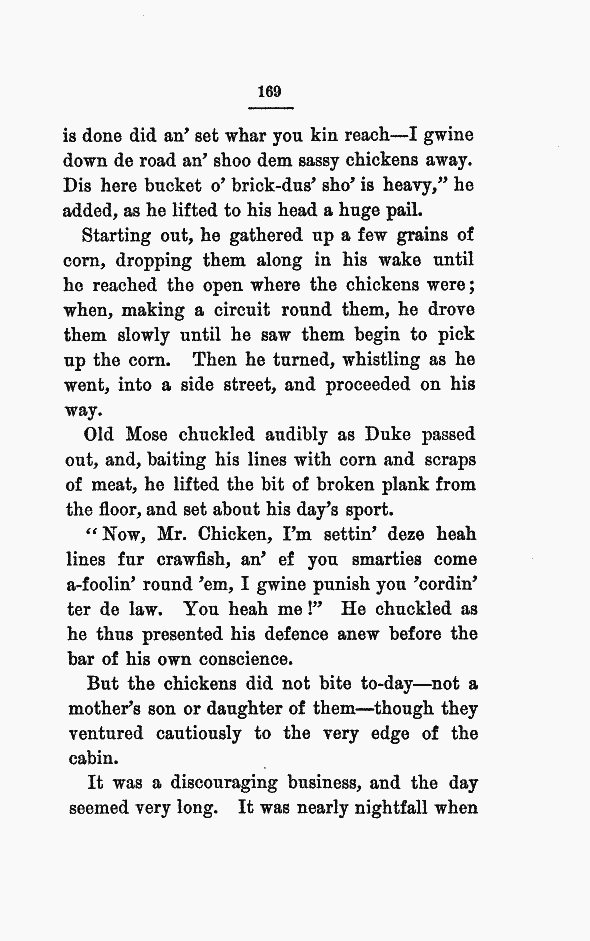 169
is done did an’ set whar you kin reach—I gwine
down de road an’ shoo dem sassy chickens away.
Dis here bucket o’ brick-dus’ sho’ is heavy,” he
added, as he lifted to his head a huge pail.
Starting out, he gathered up a few grains of
corn, dropping them along in his wake until
he reached the open where the chickens were;
when, making a circuit round them, he drove
them slowly until he saw them begin to pick
up the corn. Then he turned, whistling as he
went, into a side street, and proceeded on his
way.
Old Mose chuckled audibly as Duke passed
out, and, baiting his lines with corn and scraps
of meat, he lifted the bit of broken plank from
the floor, and set about his day’s sport.
“Now, Mr. Chicken, I’m settin’ deze heah
lines fur crawfish, an’ ef you smarties come
a-foolin’ round ’em, I gwine punish you ’cordin’
ter de law. You heah me!” He chuckled as
he thus presented his defence anew before the
bar of his own conscience.
But the chickens did not bite to-day—not a
mother’s son or daughter of them—though they
ventured cautiously to the very edge of the
cabin.
It was a discouraging business, and the day
seemed very long. It was nearly nightfall when